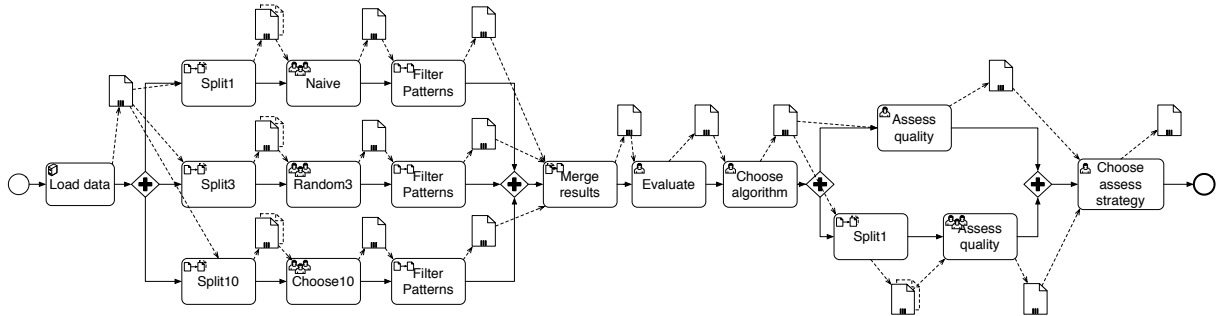 Split1
Naive
Filter
Patterns
Load data
Split3
Random3
Filter
Patterns
Split10
Choose10
Filter
Patterns
Merge
results
Evaluate
Choose
algorithm
Assess
quality
Split1
Assess
quality
Choose
assess
strategy